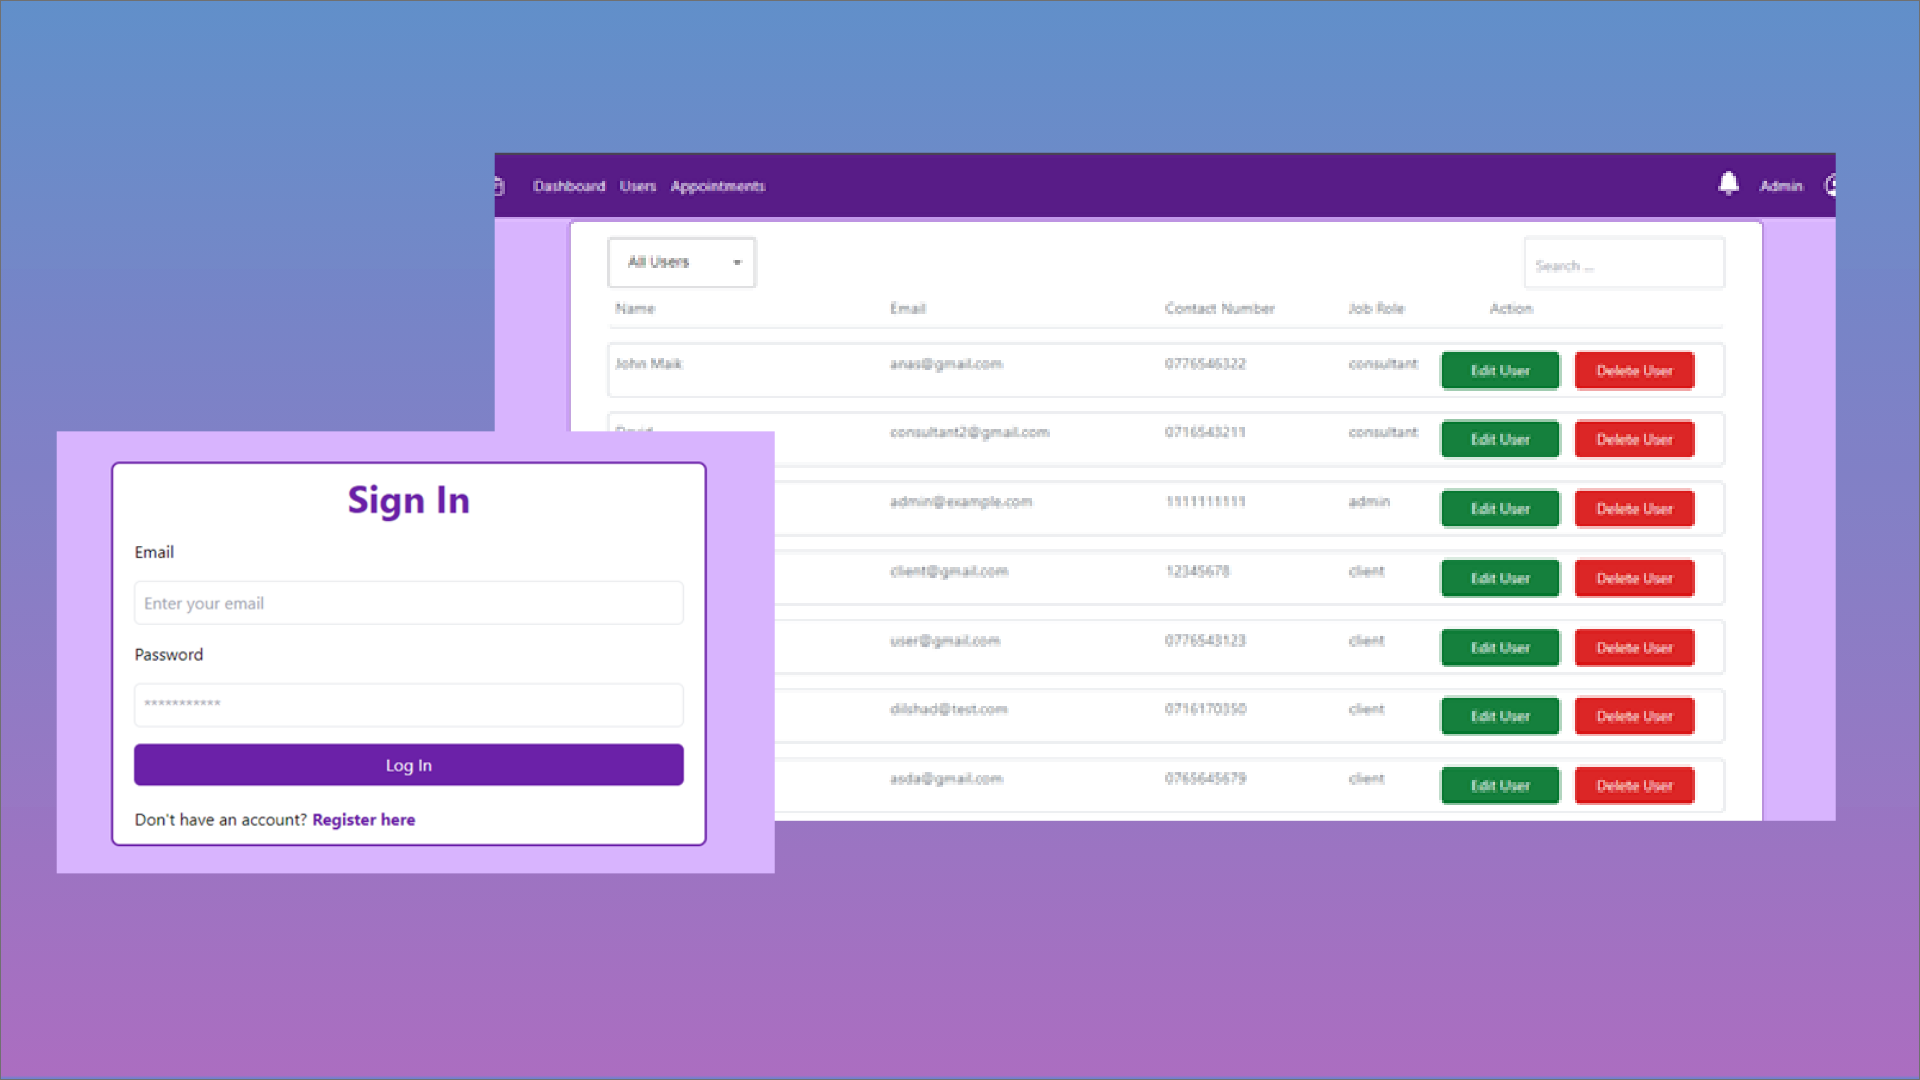 Dashboard Users Appointments Admin
All Users
Search ...
Name Email Contact Number Job Role Action
John Maik anas@gmail.com 0776546322 consultant Edit User Delete User
David consultant2@gmail.com 0716543211 consultant Edit User Delete User
admin@example.com 1111111111 admin Edit User Delete User
client@gmail.com 12345678 client Edit User Delete User
user@gmail.com 0776543123 client Edit User Delete User
dilshad@test.com 0716170350 client Edit User Delete User
asda@gmail.com 0765645679 client Edit User Delete User
Sign In
Email
Enter your email
Password
***********
Log In
Don't have an account? Register here